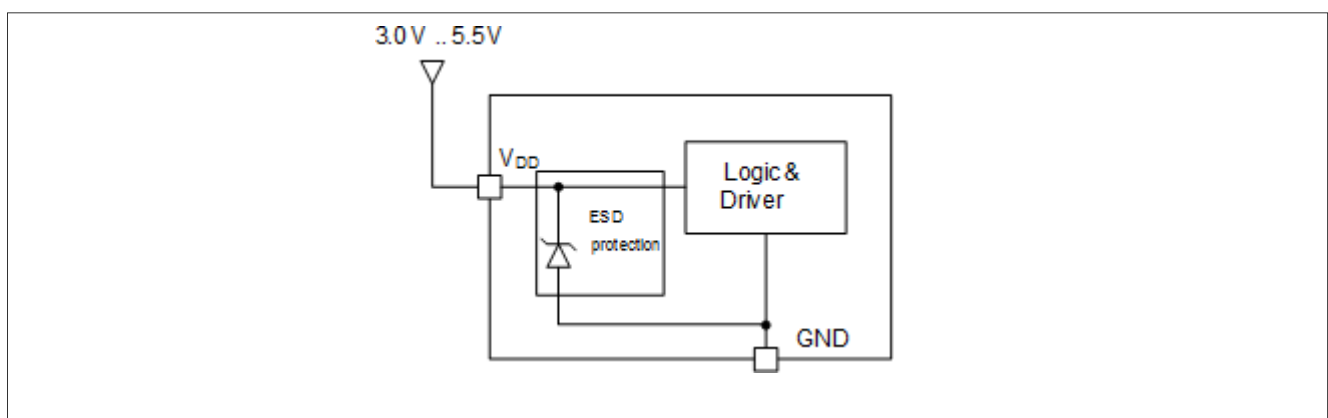 3.0 V .. 5.5V
VDD
Logic &
Driver
ESD
protection
GND